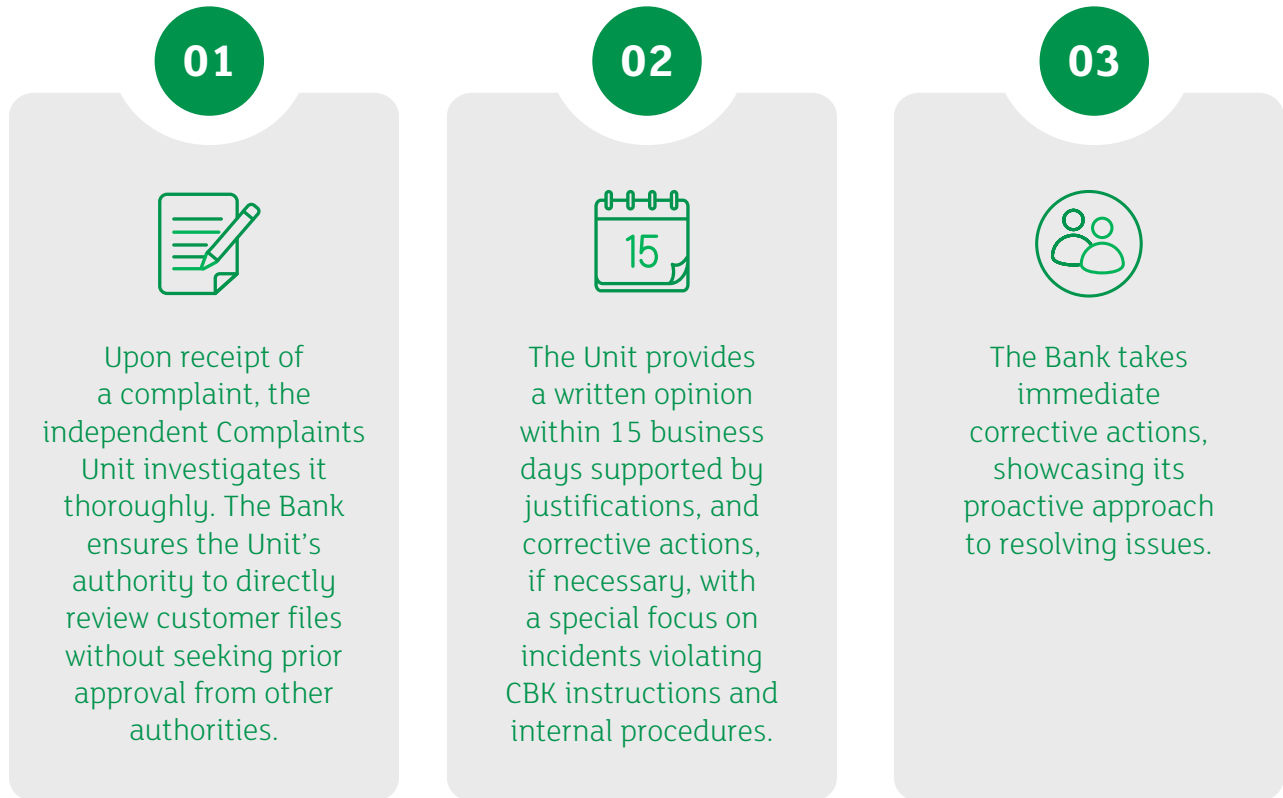 01
Upon receipt of
a complaint, the
independent Complaints
Unit investigates it
thoroughly. The Bank
ensures the Unit’s
authority to directly
review customer files
without seeking prior
approval from other
authorities.
02
15
The Unit provides
a written opinion
within 15 business
days supported by
justifications, and
corrective actions,
if necessary, with
a special focus on
incidents violating
CBK instructions and
internal procedures.
03
The Bank takes
immediate
corrective actions,
showcasing its
proactive approach
to resolving issues.